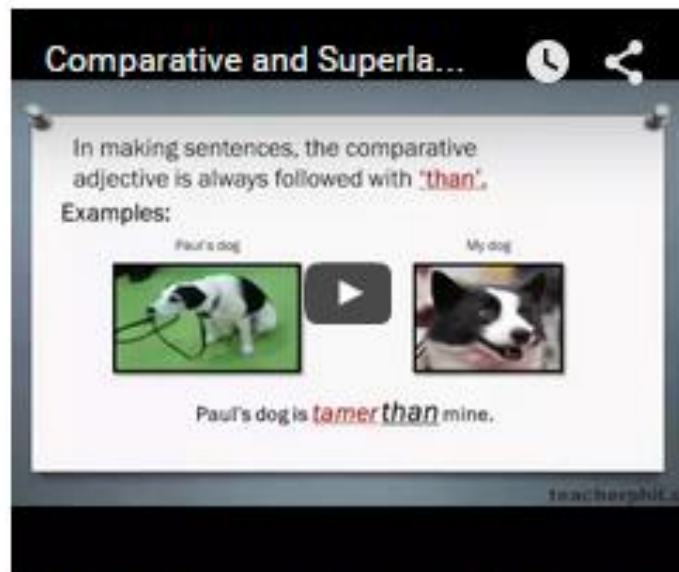 Comparative and Superla...
In making sentences, the comparative
adjective is always followed with 'than'.
Examples:
Paul's dog
My dog
Paul's dog is tamer than mine.